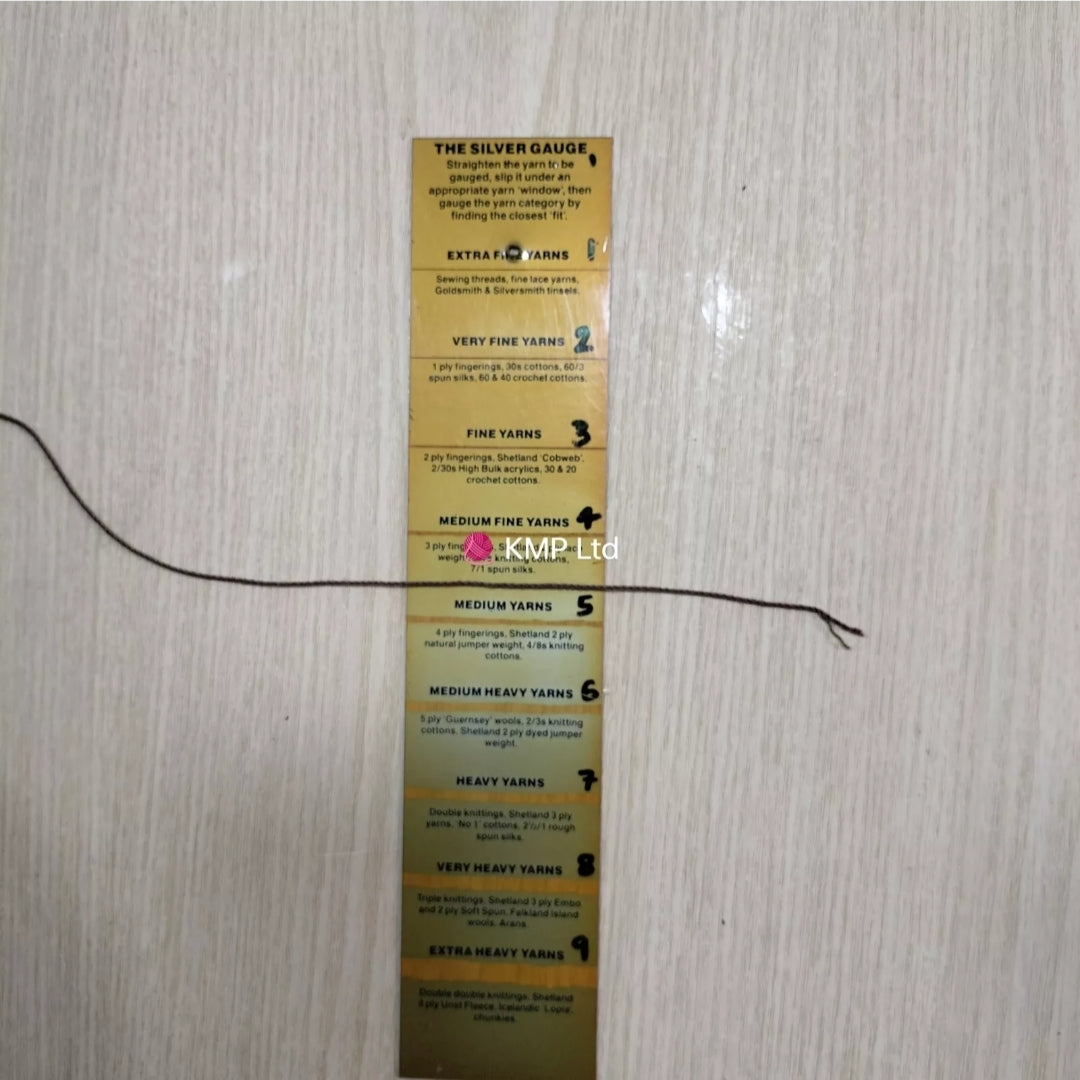 THE SILVER GAUGE
Straighten the yarn to be
gauged, slip it under an
appropriate yarn 'window', then
gauge the yarn category by
finding the closest 'fit'.
EXTRA YARNS 1
Sewing threads, fine lace yarns,
Goldsmith & Silversmith tinsels.
VERY FINE YARNS 2
1 ply fingerings, 30s cottons, 60/3
spun silks, 60 & 40 crochet cottons.
FINE YARNS 3
2 ply fingerings, Shetland 'Cobweb',
2/30s High Bulk acrylics, 30 & 20
crochet cottons.
MEDIUM FINE YARNS 4
3 ply
KMP Ltd
knitting cottons,
7/1 spun silks.
MEDIUM YARNS 5
4 ply fingerings, Shetland 2 ply
natural jumper weight, 4/8s knitting
cottons.
MEDIUM HEAVY YARNS 6
5 ply 'Guernsey' wools, 2/3s knitting
cottons, Shetland 2 ply dyed jumper
weight.
HEAVY YARNS 7
Double knittings, Shetland 3 ply
yarns, 'No 1' cottons, rough
spun silks.
VERY HEAVY YARNS 8
Triple knittings, Shetland 3 ply Embo
and 2 ply Soft Spun, Falkland Island
wools, Arans.
EXTRA HEAVY YARNS 9
Double double knittings, Shetland
ply Unst Fleece, Icelandic 'Lopis',
chunkies.